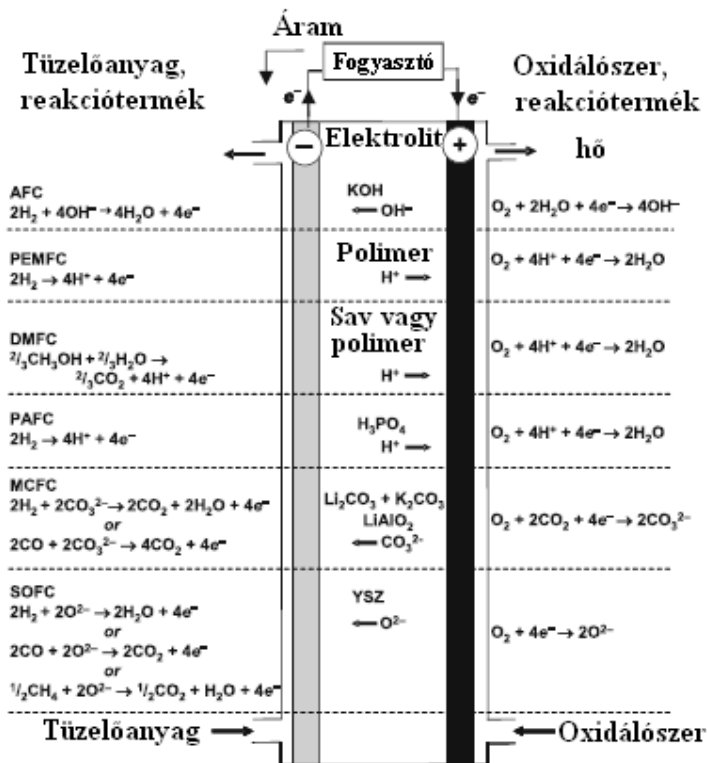 Áram
Tüzelőanyag,
reakciótermék
Fogyasztó
Oxidálószer,
reakciótermék
e⁻
e⁻
−
Elektrolit
+
hő
AFC
2H₂ + 4OH⁻ → 4H₂O + 4e⁻
KOH
⟵ OH⁻
O₂ + 2H₂O + 4e⁻ → 4OH⁻
PEMFC
2H₂ → 4H⁺ + 4e⁻
Polimer
H⁺ ⟶
O₂ + 4H⁺ + 4e⁻ → 2H₂O
DMFC
²/₃CH₃OH + ²/₃H₂O →
²/₃CO₂ + 4H⁺ + 4e⁻
Sav vagy
polimer
H⁺ ⟶
O₂ + 4H⁺ + 4e⁻ → 2H₂O
PAFC
2H₂ → 4H⁺ + 4e⁻
H₃PO₄
H⁺ ⟶
O₂ + 4H⁺ + 4e⁻ → 2H₂O
MCFC
2H₂ + 2CO₃²⁻ → 2CO₂ + 2H₂O + 4e⁻
or
2CO + 2CO₃²⁻ → 4CO₂ + 4e⁻
Li₂CO₃ + K₂CO₃
LiAlO₂
⟵ CO₃²⁻
O₂ + 2CO₂ + 4e⁻ → 2CO₃²⁻
SOFC
2H₂ + 2O²⁻ → 2H₂O + 4e⁻
or
2CO + 2O²⁻ → 2CO₂ + 4e⁻
or
¹/₂CH₄ + 2O²⁻ → ¹/₂CO₂ + H₂O + 4e⁻
YSZ
⟵ O²⁻
O₂ + 4e⁻ → 2O²⁻
Tüzelőanyag
Oxidálószer